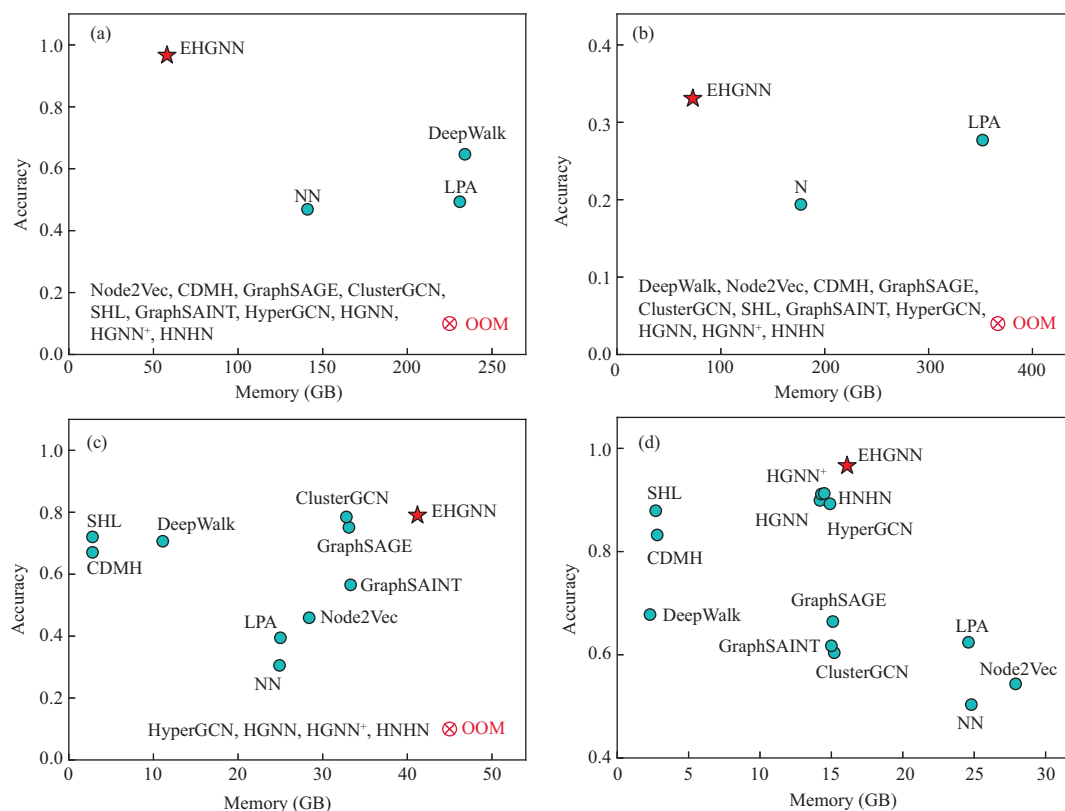 (a)
1.0
0.8
0.6
0.4
0.2
0.0
Accuracy
EHGNN
DeepWalk
NN
LPA
Node2Vec, CDMH, GraphSAGE, ClusterGCN,
SHL, GraphSAINT, HyperGCN, HGNN,
HGNN⁺, HNHN
OOM
0 50 100 150 200 250
Memory (GB)
(b)
0.4
0.3
0.2
0.1
0.0
Accuracy
EHGNN
LPA
N
DeepWalk, Node2Vec, CDMH, GraphSAGE,
ClusterGCN, SHL, GraphSAINT, HyperGCN,
HGNN, HGNN⁺, HNHN
OOM
0 100 200 300 400
Memory (GB)
(c)
1.0
0.8
0.6
0.4
0.2
0.0
Accuracy
ClusterGCN
EHGNN
SHL
DeepWalk
GraphSAGE
CDMH
GraphSAINT
Node2Vec
LPA
NN
HyperGCN, HGNN, HGNN⁺, HNHN
OOM
0 10 20 30 40 50
Memory (GB)
(d)
1.0
0.8
0.6
0.4
Accuracy
EHGNN
HGNN⁺
SHL
HNHN
HGNN
HyperGCN
CDMH
GraphSAGE
DeepWalk
GraphSAINT
LPA
ClusterGCN
Node2Vec
NN
0 5 10 15 20 25 30
Memory (GB)